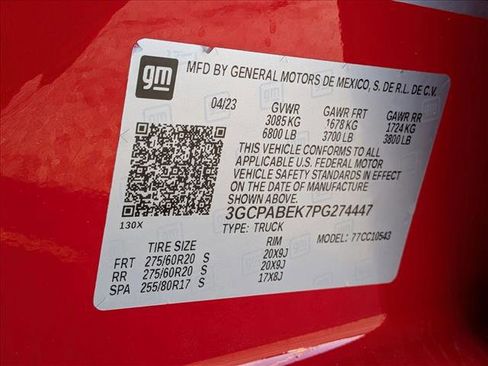 gm
MFD BY GENERAL MOTORS DE MEXICO, S. DE R.L. DE C.V.
04/23 GVWR GAWR FRT GAWR RR
3085KG 1678 KG 1724 KG
6800 LB 3700 LB 3800 LB
THIS VEHICLE CONFORMS TO ALL
APPLICABLE U.S. FEDERAL MOTOR
VEHICLE SAFETY STANDARDS IN EFFECT
ON THE DATE OF MANUFACTURE
SHOWN ABOVE.
3GCPABEK7PG274447
130X
TYPE: TRUCK MODEL: 77CC10543
TIRE SIZE RIM
FRT 275/60R20 S 20X9J
RR 275/60R20 S 20X9J
SPA 255/80R17 S 17X8J